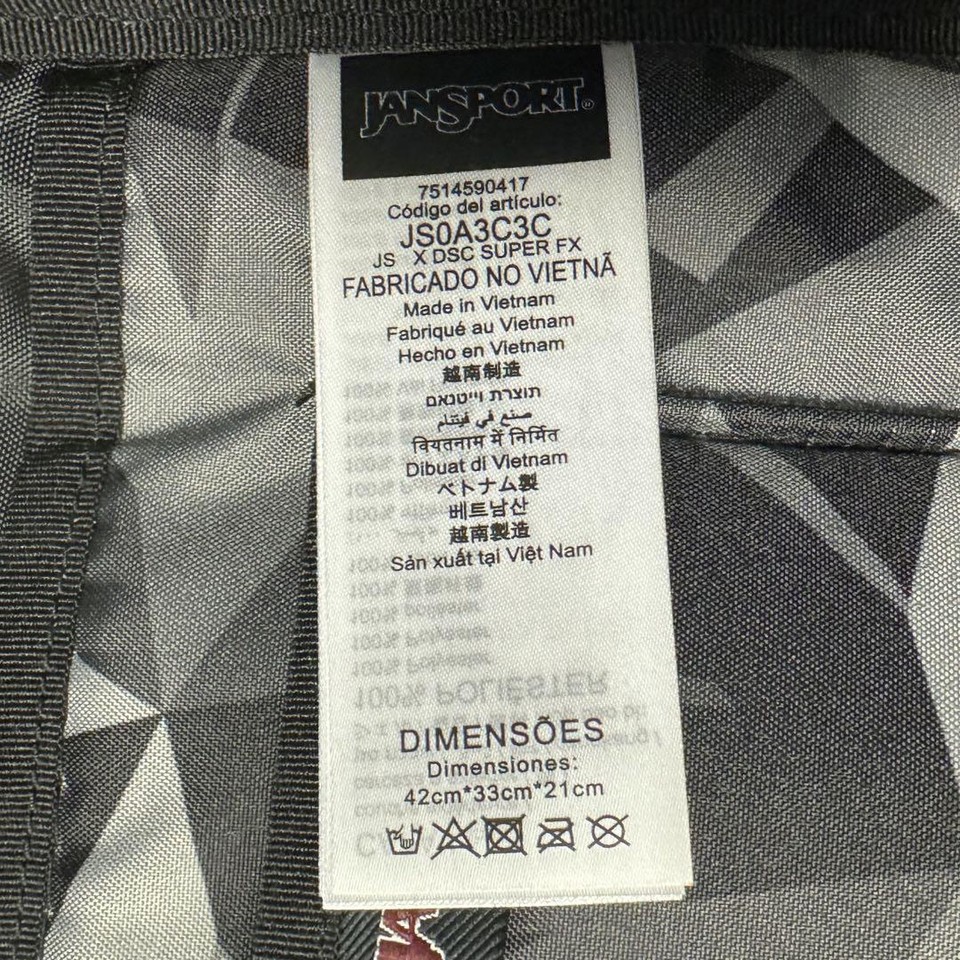 JANSPORT®
7514590417
Código del artículo:
JS0A3C3C
JS X DSC SUPER FX
FABRICADO NO VIETNÃ
Made in Vietnam
Fabriqué au Vietnam
Hecho en Vietnam
越南制造
תוצרת וייטנאם
صنع في فيتنام
वियतनाम में निर्मित
Dibuat di Vietnam
ベトナム製
베트남산
越南製造
Sản xuất tại Việt Nam
DIMENSÕES
Dimensiones:
42cm*33cm*21cm